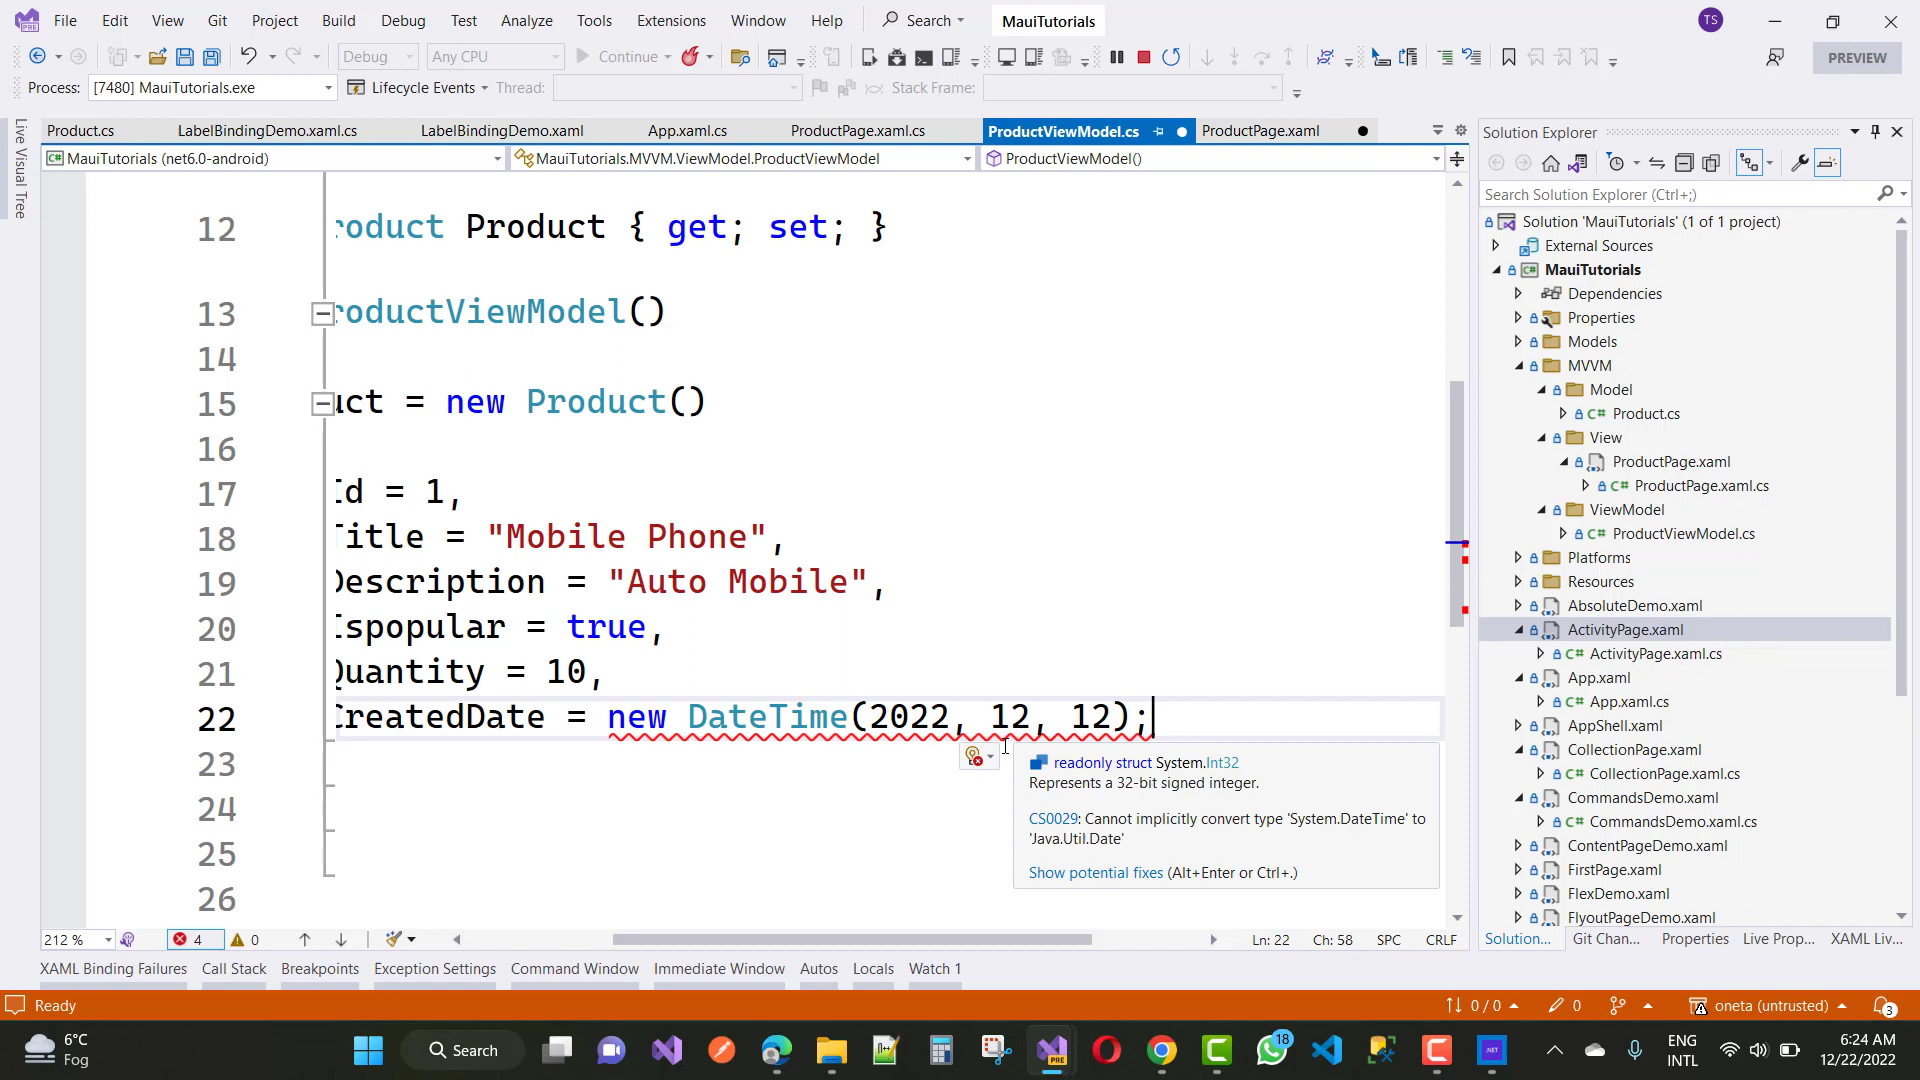 File Edit View Git Project Build Debug Test Analyze Tools Extensions Window Help Search MauiTutorials TS
Debug Any CPU Continue PREVIEW
Process: [7480] MauiTutorials.exe Lifecycle Events Thread: Stack Frame:
Live Visual Tree
Product.cs LabelBindingDemo.xaml.cs LabelBindingDemo.xaml App.xaml.cs ProductPage.xaml.cs ProductViewModel.cs ProductPage.xaml
MauiTutorials (net6.0-android) MauiTutorials.MVVM.ViewModel.ProductViewModel ProductViewModel()
12 roduct Product { get; set; }
13 roductViewModel()
14
15 uct = new Product()
16
17 Id = 1,
18 Title = "Mobile Phone",
19 Description = "Auto Mobile",
20 Ispopular = true,
21 Quantity = 10,
22 CreatedDate = new DateTime(2022, 12, 12);
23
24
25
26
readonly struct System.Int32
Represents a 32-bit signed integer.
CS0029: Cannot implicitly convert type 'System.DateTime' to
'Java.Util.Date'
Show potential fixes (Alt+Enter or Ctrl+.)
212 % 4 0 Ln: 22 Ch: 58 SPC CRLF
XAML Binding Failures Call Stack Breakpoints Exception Settings Command Window Immediate Window Autos Locals Watch 1
Solution Explorer
Search Solution Explorer (Ctrl+;)
Solution 'MauiTutorials' (1 of 1 project)
External Sources
MauiTutorials
Dependencies
Properties
Models
MVVM
Model
C# Product.cs
View
ProductPage.xaml
C# ProductPage.xaml.cs
ViewModel
C# ProductViewModel.cs
Platforms
Resources
AbsoluteDemo.xaml
ActivityPage.xaml
C# ActivityPage.xaml.cs
App.xaml
C# App.xaml.cs
AppShell.xaml
CollectionPage.xaml
C# CollectionPage.xaml.cs
CommandsDemo.xaml
C# CommandsDemo.xaml.cs
ContentPageDemo.xaml
FirstPage.xaml
FlexDemo.xaml
FlyoutPageDemo.xaml
Solution... Git Chan... Properties Live Prop... XAML Liv...
Ready 0 / 0 0 oneta (untrusted) 3
6°C
Fog
Search
PRE
18
.NET
ENG
INTL
6:24 AM
12/22/2022